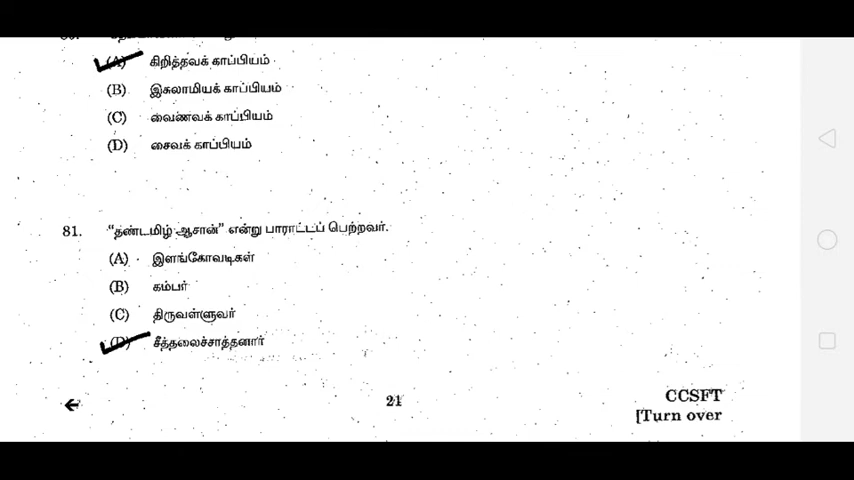 (A) கிறித்தவக் காப்பியம்
(B) இசுலாமியக் காப்பியம்
(C) வைணவக் காப்பியம்
(D) சைவக் காப்பியம்
81. “தண்டமிழ் ஆசான்” என்று பாராட்டப் பெற்றவர்.
(A) இளங்கோவடிகள்
(B) கம்பர்
(C) திருவள்ளுவர்
(D) சீத்தலைச்சாத்தனார்
21
CCSFT
[Turn over